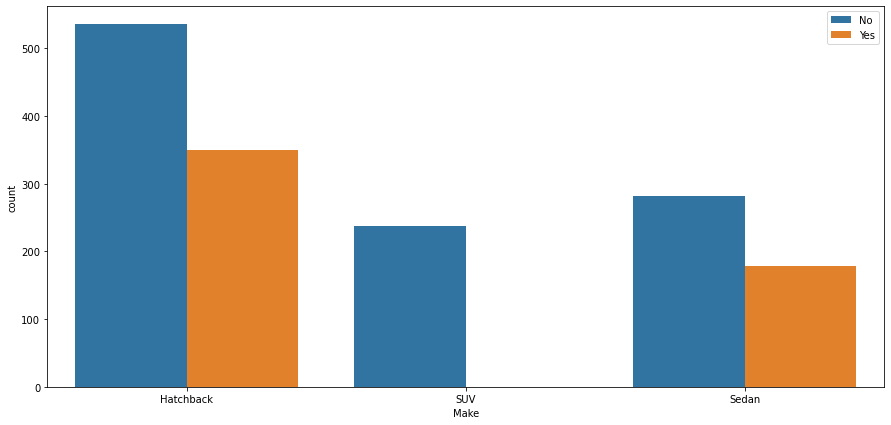 No
Yes
500
400
300
200
100
0
count
Hatchback
SUV
Sedan
Make